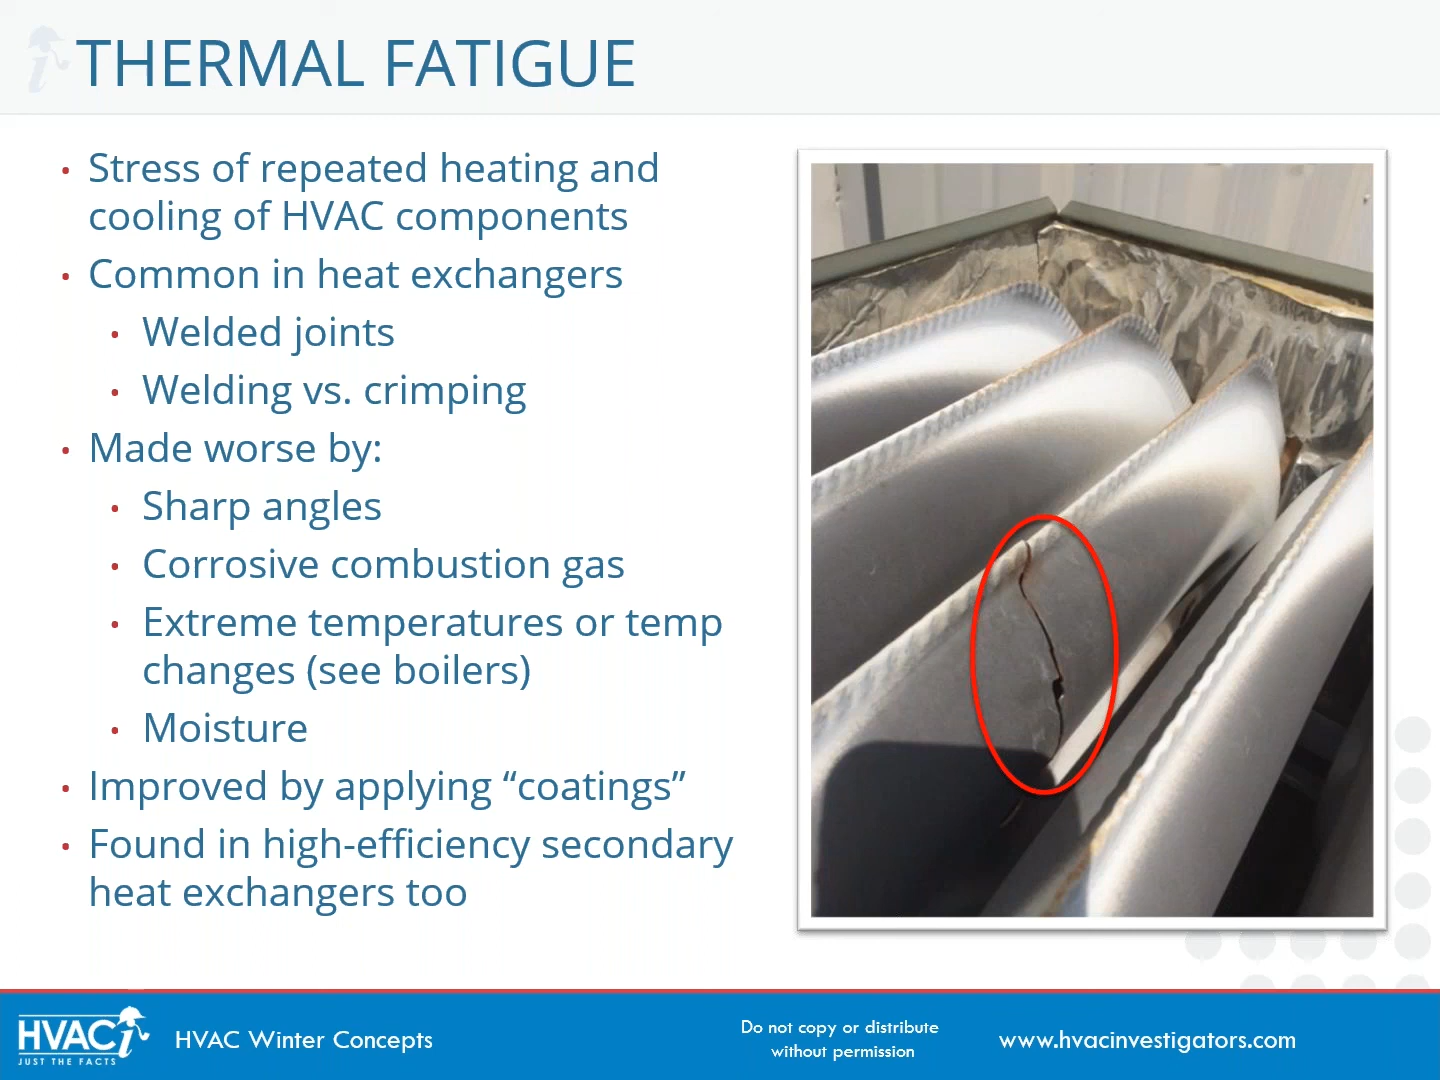 THERMAL FATIGUE
• Stress of repeated heating and
cooling of HVAC components
• Common in heat exchangers
• Welded joints
• Welding vs. crimping
• Made worse by:
• Sharp angles
• Corrosive combustion gas
• Extreme temperatures or temp
changes (see boilers)
• Moisture
• Improved by applying “coatings”
• Found in high-efficiency secondary
heat exchangers too
HVACi
JUST THE FACTS
HVAC Winter Concepts
Do not copy or distribute
without permission
www.hvacinvestigators.com